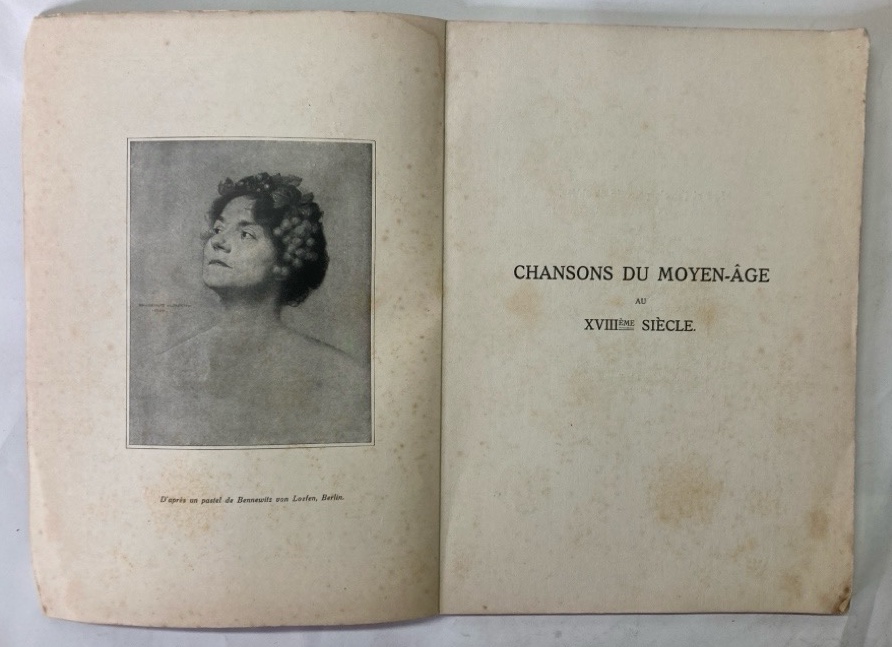 D'après un pastel de Bennewitz von Loefen, Berlin.
CHANSONS DU MOYEN-ÂGE
AU
XVIIIÈME SIÈCLE.